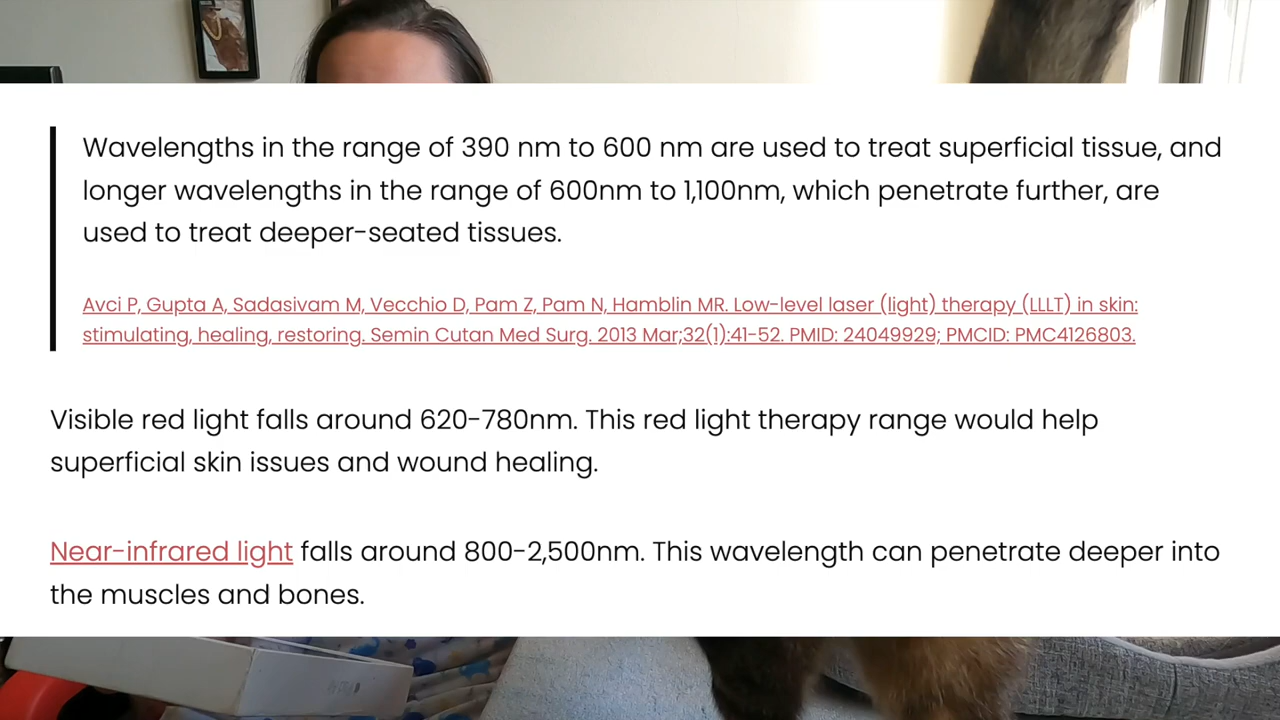 Wavelengths in the range of 390 nm to 600 nm are used to treat superficial tissue, and
longer wavelengths in the range of 600nm to 1,100nm, which penetrate further, are
used to treat deeper-seated tissues.
Avci P, Gupta A, Sadasivam M, Vecchio D, Pam Z, Pam N, Hamblin MR. Low-level laser (light) therapy (LLLT) in skin:
stimulating, healing, restoring. Semin Cutan Med Surg. 2013 Mar;32(1):41-52. PMID: 24049929; PMCID: PMC4126803.
Visible red light falls around 620-780nm. This red light therapy range would help
superficial skin issues and wound healing.
Near-infrared light falls around 800-2,500nm. This wavelength can penetrate deeper into
the muscles and bones.